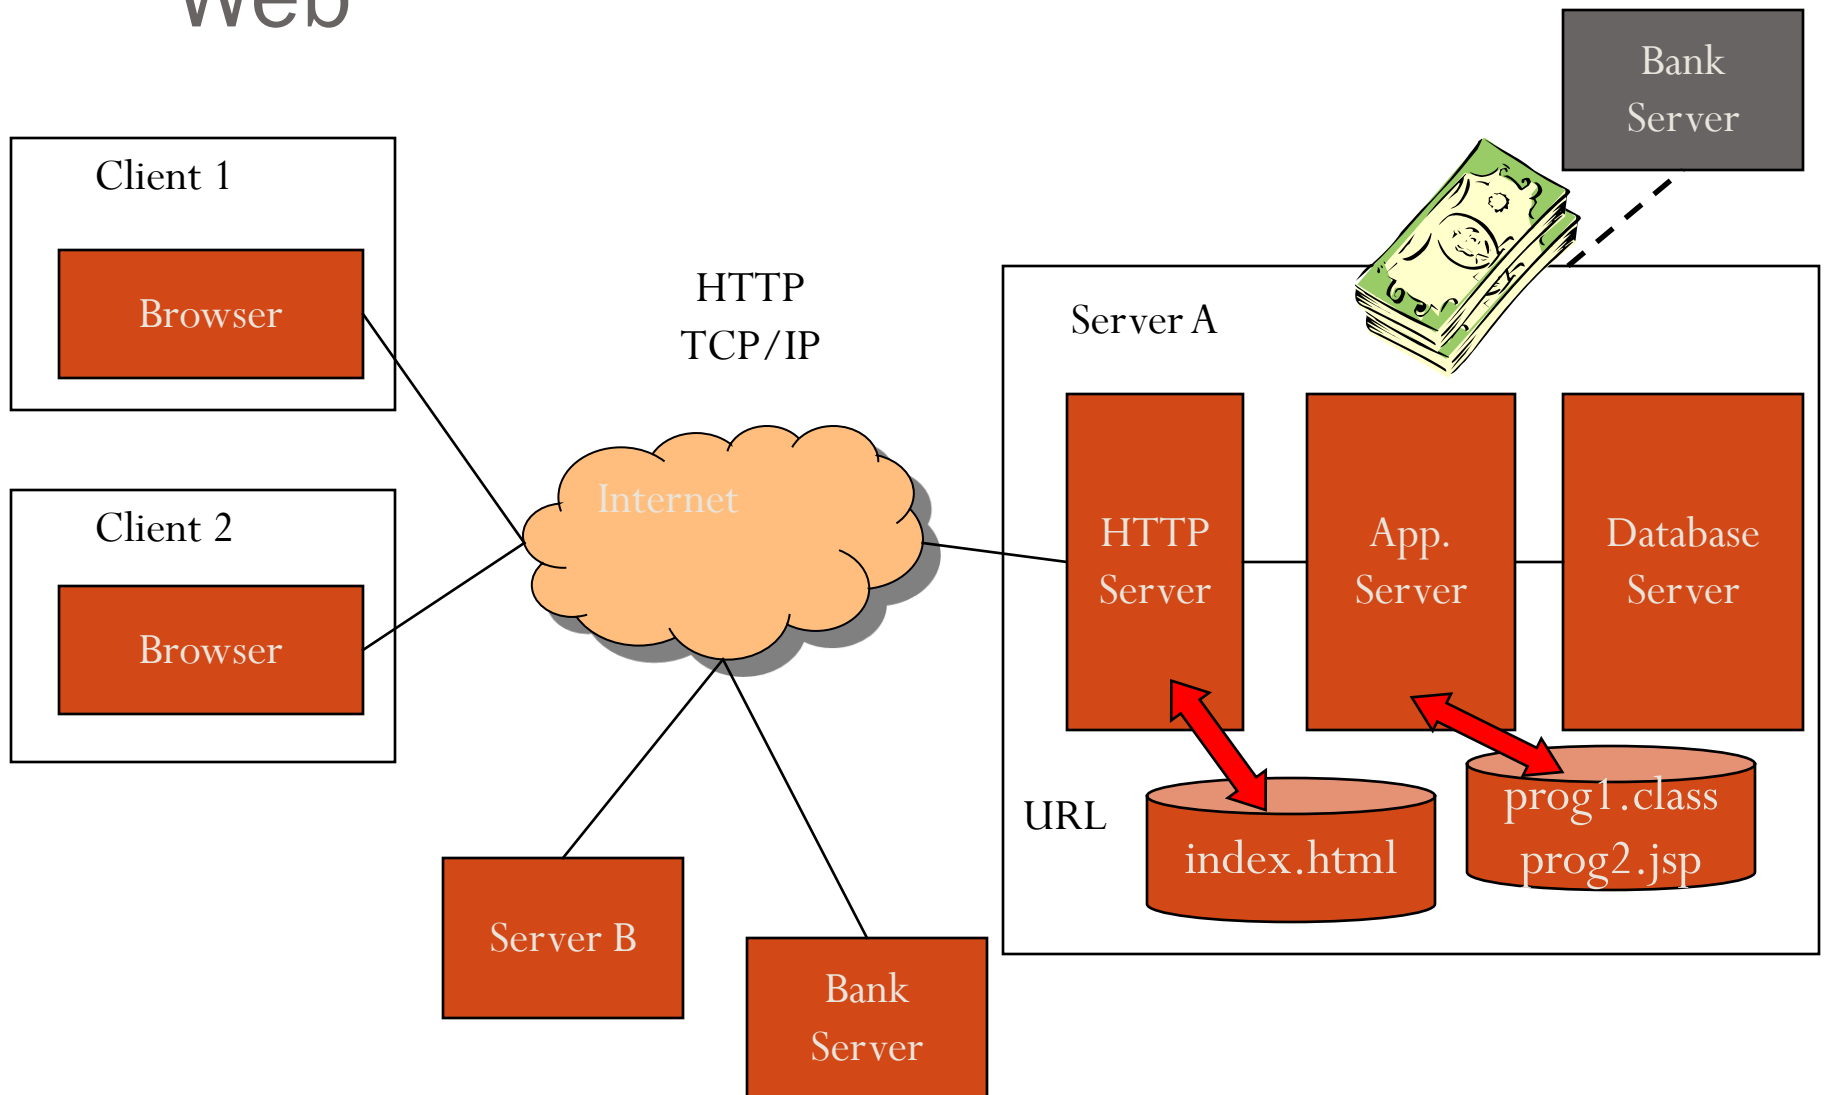 Web
Bank
Server
Client 1
Browser
HTTP
TCP/IP
Server A
Internet
Client 2
Browser
HTTP
Server
App.
Server
Database
Server
URL
index.html
prog1.class
prog2.jsp
Server B
Bank
Server